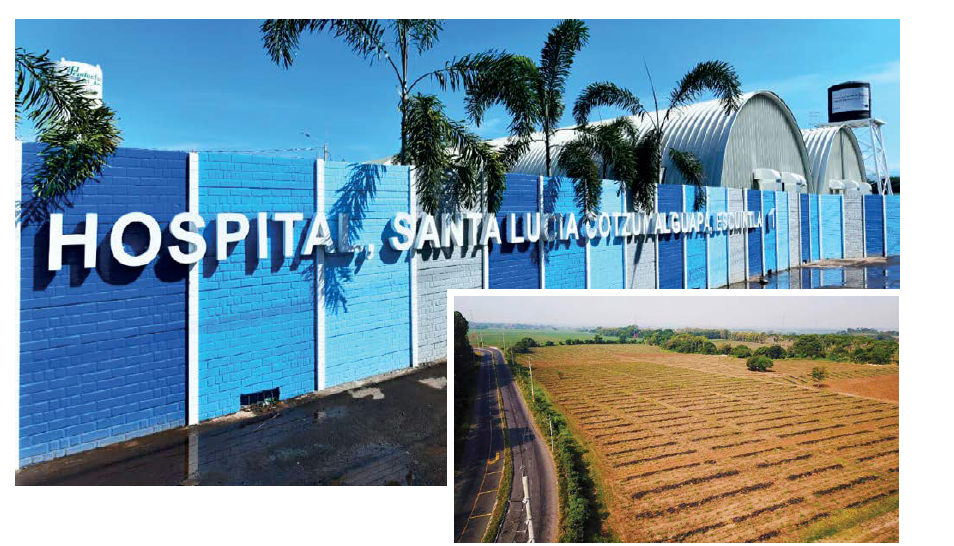 HOSPITAL, SANTA LUCIA COTZUMALGUAPA, ESCUINTLA